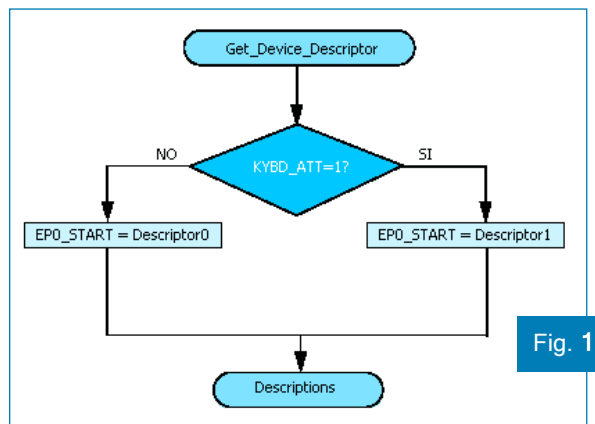 Get_Device_Descriptor
KYBD_ATT=1?
NO
SI
EP0_START = Descriptor0
EP0_START = Descriptor1
Fig. 1
Descriptions